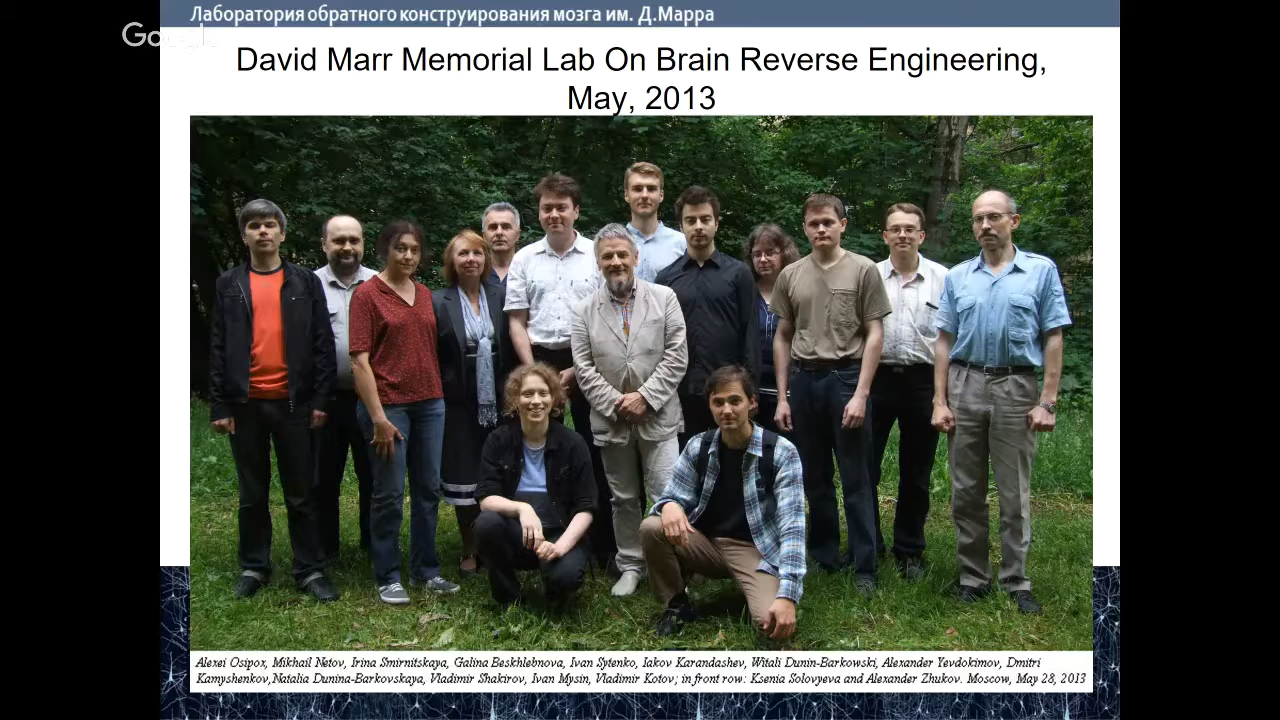 Лаборатория обратного конструирования мозга им. Д.Марра
Google
David Marr Memorial Lab On Brain Reverse Engineering,
May, 2013
Alexei Osipox, Mikhail Netov, Irina Smirnitskaya, Galina Beskhlebnova, Ivan Sytenko, Iakov Karandashev, Witali Dunin-Barkowski, Alexander Yevdokimov, Dmitri
Kamyshenkov,Natalia Dunina-Barkovskaya, Vladimir Shakirov, Ivan Mysin, Vladimir Kotov; in front row: Ksenia Solovyeva and Alexander Zhukov. Moscow, May 28, 2013